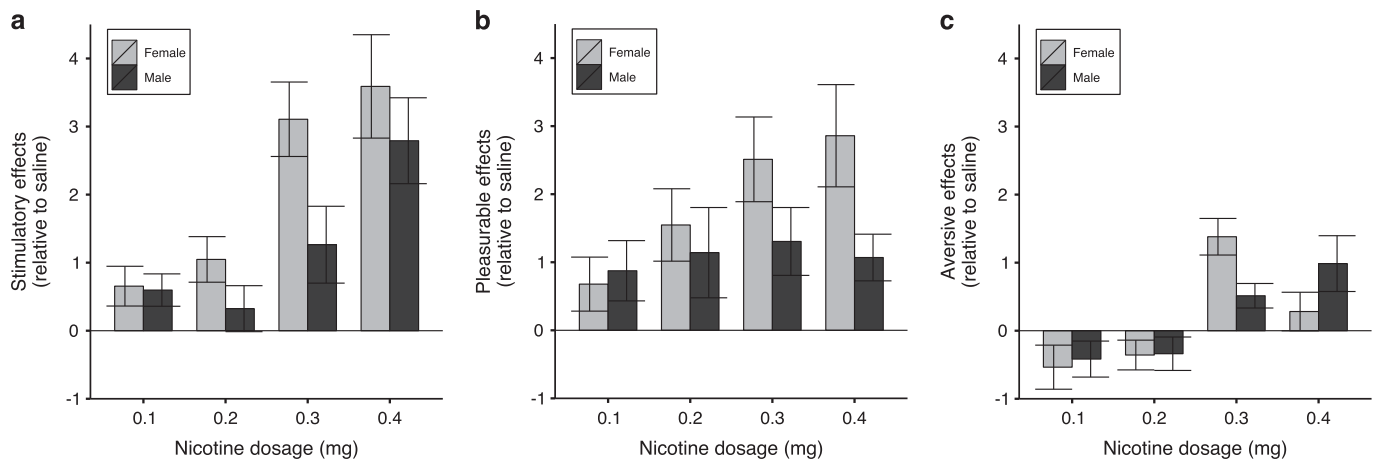 a
Stimulatory effects
(relative to saline)
4
3
2
1
0
-1
Female
Male
0.1 0.2 0.3 0.4
Nicotine dosage (mg)
b
Pleasurable effects
(relative to saline)
4
3
2
1
0
-1
Female
Male
0.1 0.2 0.3 0.4
Nicotine dosage (mg)
c
Aversive effects
(relative to saline)
4
3
2
1
0
-1
Female
Male
0.1 0.2 0.3 0.4
Nicotine dosage (mg)